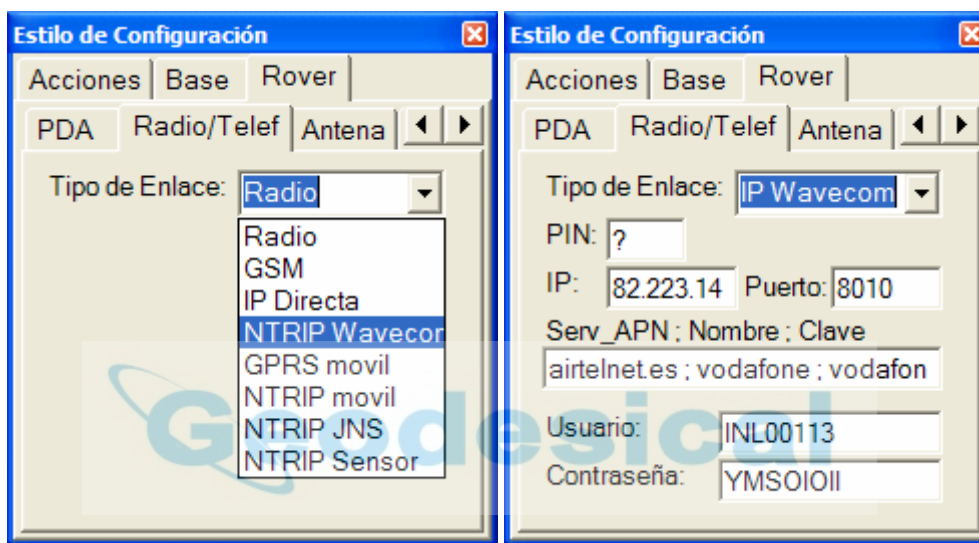 Estilo de Configuración
Acciones Base Rover
PDA Radio/Telef Antena
Tipo de Enlace: Radio
Radio
GSM
IP Directa
NTRIP Wavecor
GPRS movil
NTRIP movil
NTRIP JNS
NTRIP Sensor
Estilo de Configuración
Acciones Base Rover
PDA Radio/Telef Antena
Tipo de Enlace: IP Wavecom
PIN: ?
IP: 82.223.14 Puerto: 8010
Serv_APN ; Nombre ; Clave
airtelnet.es ; vodafone ; vodafon
Usuario: INL00113
Contraseña: YMSOIOII
Geodesical